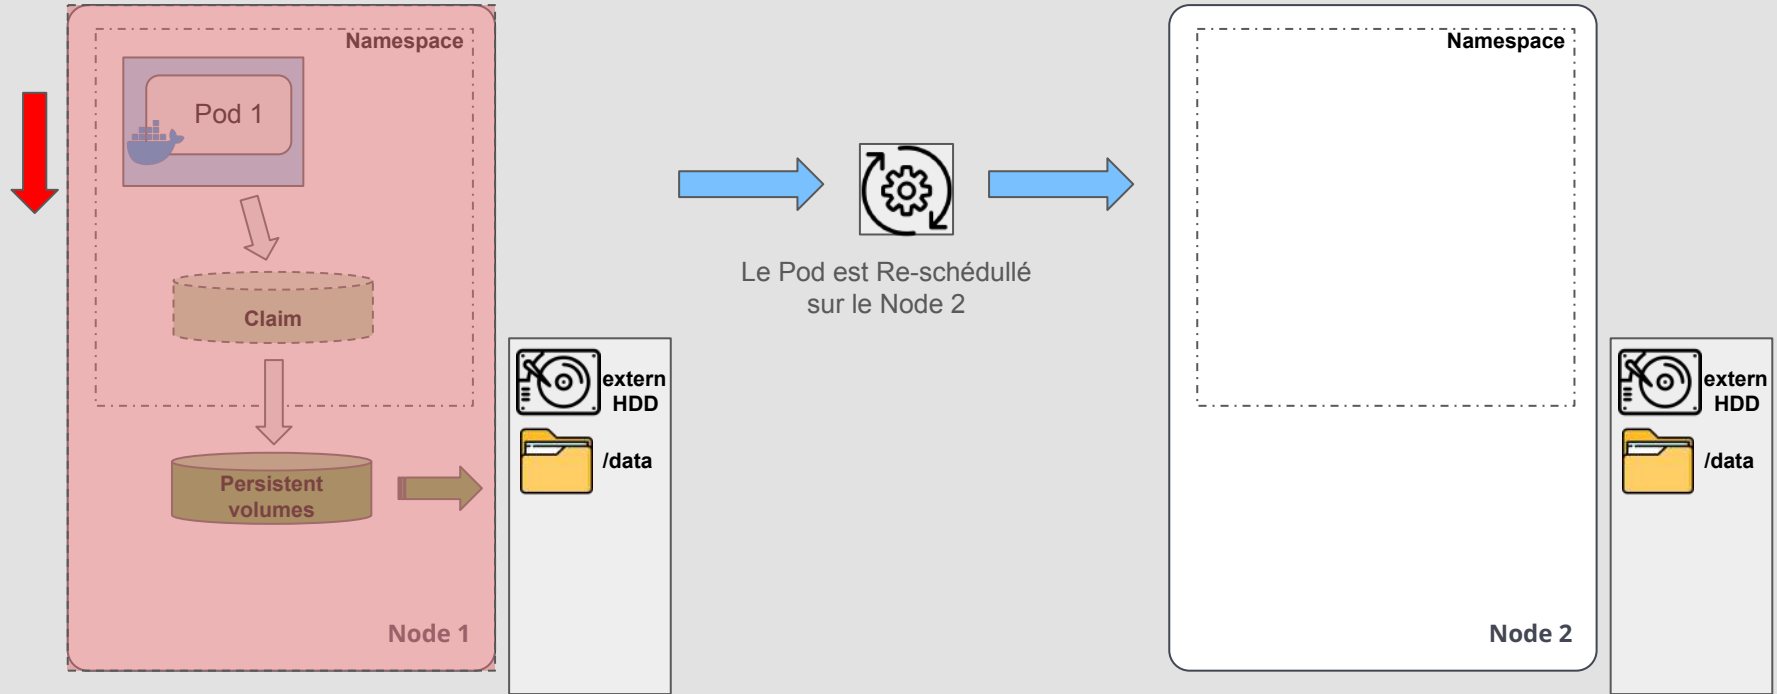 Namespace
Pod 1
Claim
Persistent
volumes
Node 1
extern
HDD
/data
Le Pod est Re-schédullé
sur le Node 2
Namespace
Node 2
extern
HDD
/data